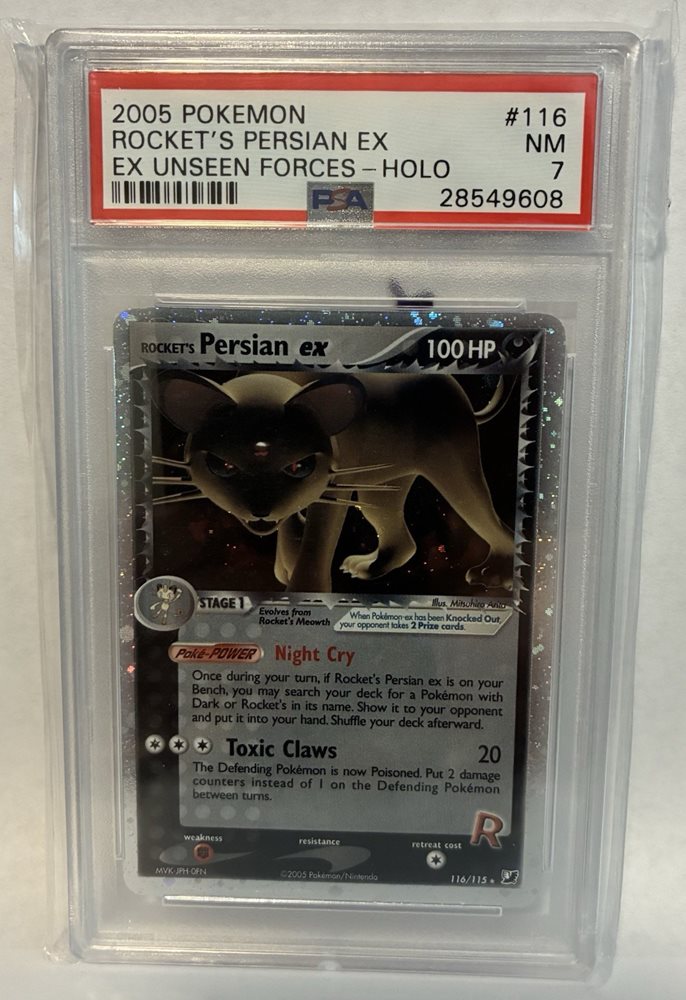 2005 POKEMON #116
ROCKET'S PERSIAN EX NM
EX UNSEEN FORCES – HOLO 7
PSA 28549608
ROCKET'S Persian ex 100 HP
STAGE 1
Illus. Mitsuhiro Arita
Evolves from
Rocket's Meowth
When Pokémon-ex has been Knocked Out,
your opponent takes 2 Prize cards.
Poké-POWER Night Cry
Once during your turn, if Rocket's Persian ex is on your
Bench, you may search your deck for a Pokémon with
Dark or Rocket's in its name. Show it to your opponent
and put it into your hand. Shuffle your deck afterward.
Toxic Claws 20
The Defending Pokémon is now Poisoned. Put 2 damage
counters instead of 1 on the Defending Pokémon
between turns.
R
weakness resistance retreat cost
MVK-JPH-0FN ©2005 Pokémon/Nintendo 116/115 ★